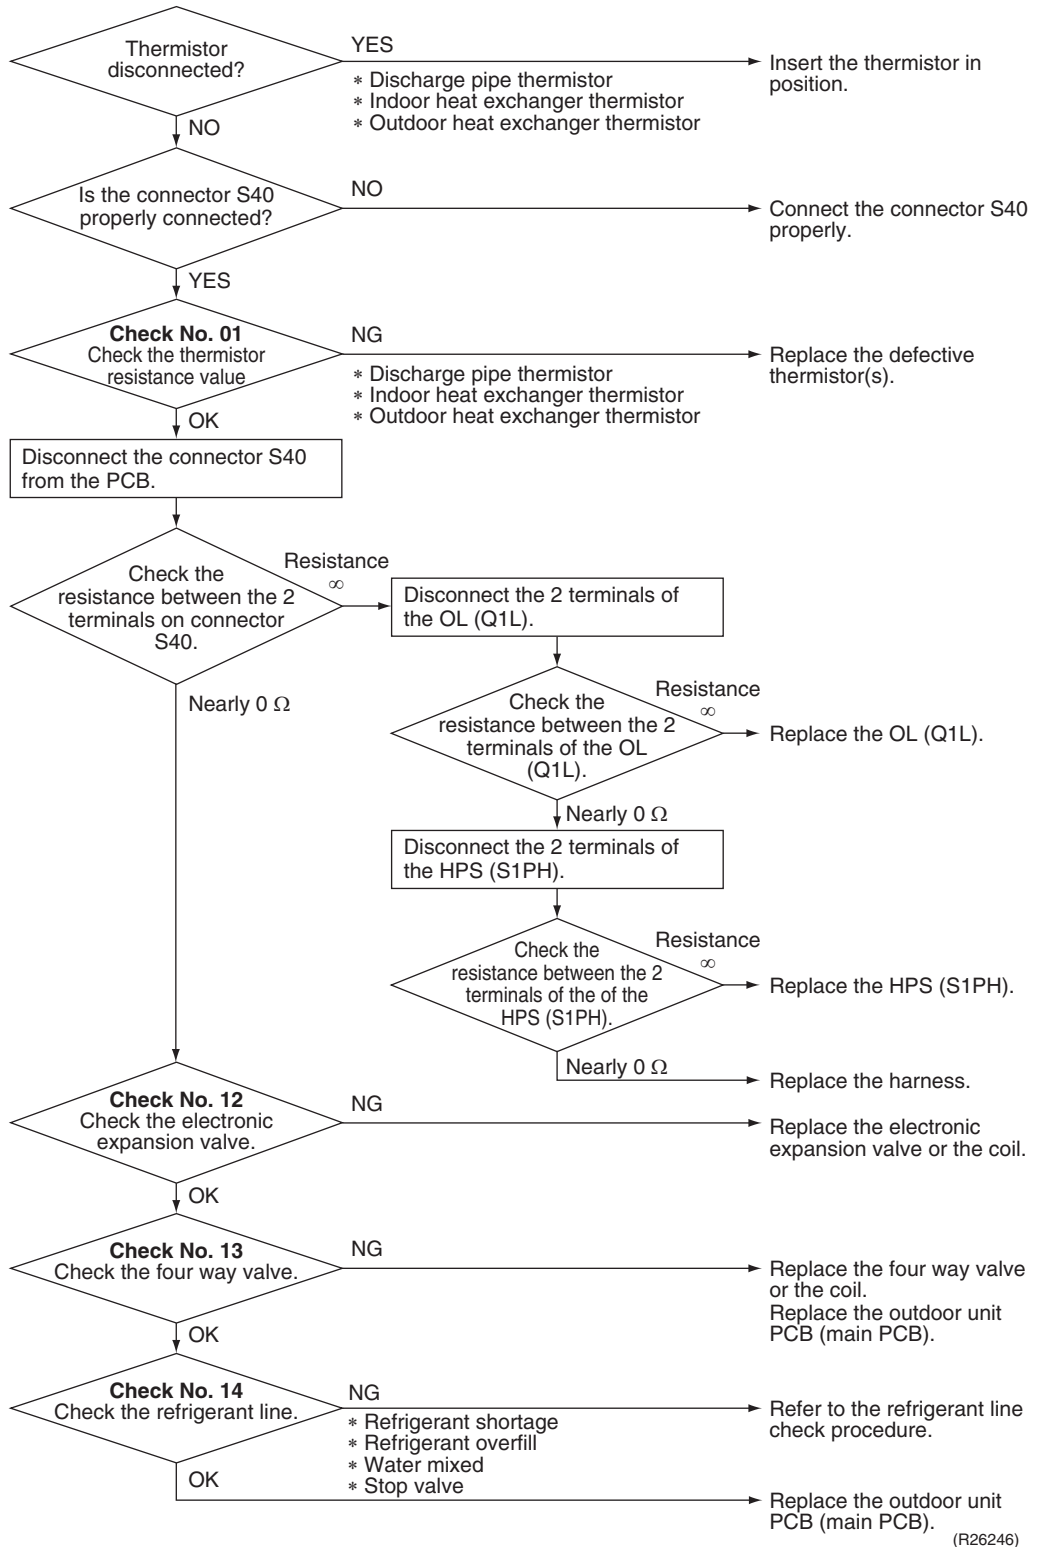 Thermistor
disconnected?
YES
∗ Discharge pipe thermistor
∗ Indoor heat exchanger thermistor
∗ Outdoor heat exchanger thermistor
Insert the thermistor in
position.
NO
Is the connector S40
properly connected?
NO
Connect the connector S40
properly.
YES
Check No. 01
Check the thermistor
resistance value
NG
∗ Discharge pipe thermistor
∗ Indoor heat exchanger thermistor
∗ Outdoor heat exchanger thermistor
Replace the defective
thermistor(s).
OK
Disconnect the connector S40
from the PCB.
Check the
resistance between the 2
terminals on connector
S40.
Resistance
∞
Disconnect the 2 terminals of
the OL (Q1L).
Nearly 0 Ω
Check the
resistance between the 2
terminals of the OL
(Q1L).
Resistance
∞
Replace the OL (Q1L).
Nearly 0 Ω
Disconnect the 2 terminals of
the HPS (S1PH).
Check the
resistance between the 2
terminals of the of the
HPS (S1PH).
Resistance
∞
Replace the HPS (S1PH).
Nearly 0 Ω
Replace the harness.
Check No. 12
Check the electronic
expansion valve.
NG
Replace the electronic
expansion valve or the coil.
OK
Check No. 13
Check the four way valve.
NG
Replace the four way valve
or the coil.
Replace the outdoor unit
PCB (main PCB).
OK
Check No. 14
Check the refrigerant line.
NG
∗ Refrigerant shortage
∗ Refrigerant overfill
∗ Water mixed
∗ Stop valve
Refer to the refrigerant line
check procedure.
OK
Replace the outdoor unit
PCB (main PCB).
(R26246)